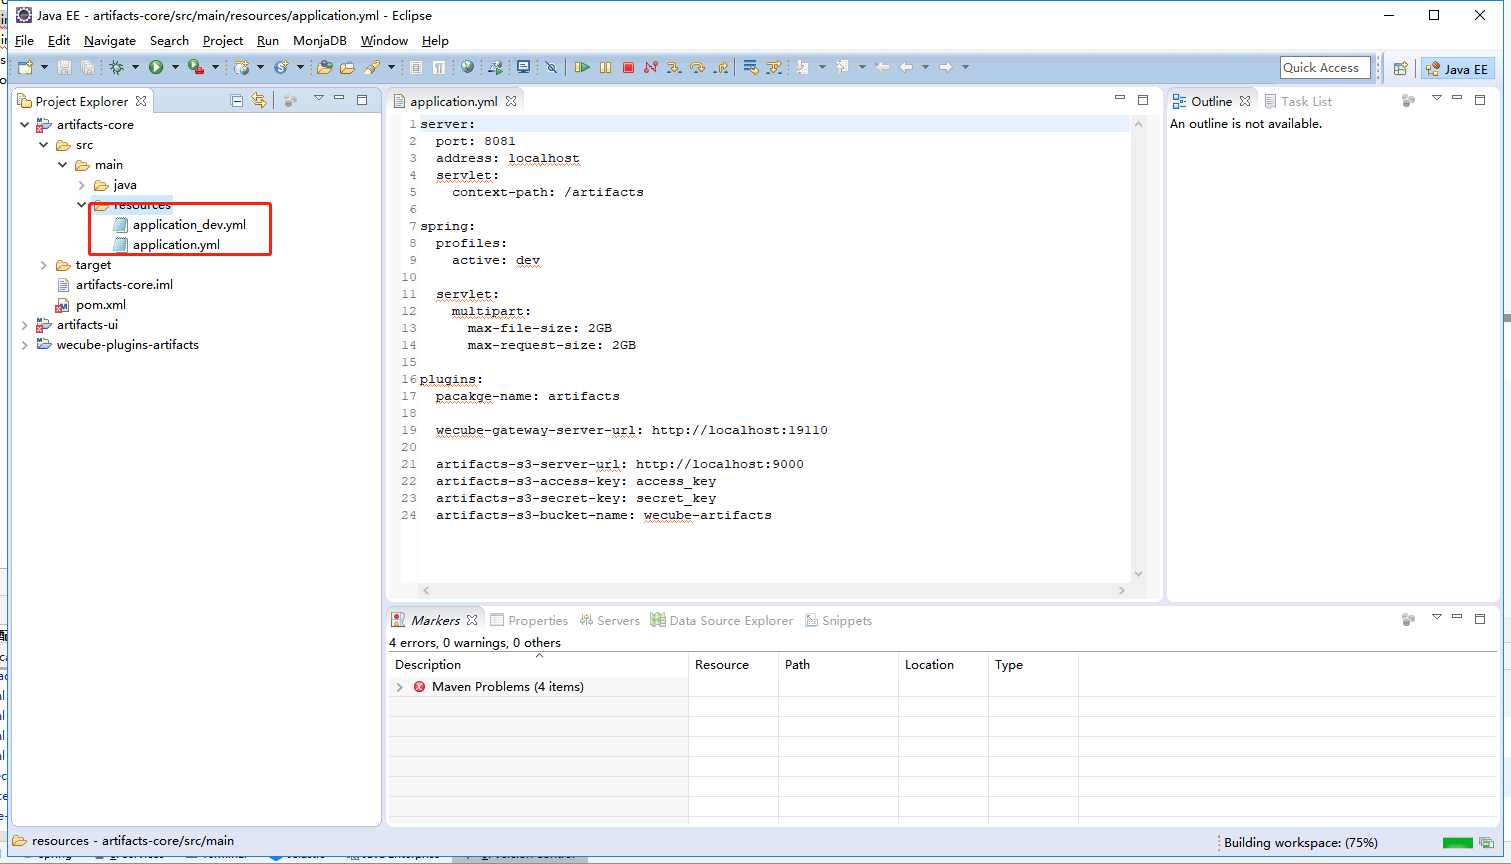 Java EE - artifacts-core/src/main/resources/application.yml - Eclipse
File Edit Navigate Search Project Run MonjaDB Window Help
Quick Access
Java EE
Project Explorer
artifacts-core
src
main
java
resources
application_dev.yml
application.yml
target
artifacts-core.iml
pom.xml
artifacts-ui
wecube-plugins-artifacts
application.yml
1 server:
2 port: 8081
3 address: localhost
4 servlet:
5 context-path: /artifacts
6
7 spring:
8 profiles:
9 active: dev
10
11 servlet:
12 multipart:
13 max-file-size: 2GB
14 max-request-size: 2GB
15
16 plugins:
17 pacakge-name: artifacts
18
19 wecube-gateway-server-url: http://localhost:19110
20
21 artifacts-s3-server-url: http://localhost:9000
22 artifacts-s3-access-key: access_key
23 artifacts-s3-secret-key: secret_key
24 artifacts-s3-bucket-name: wecube-artifacts
Outline Task List
An outline is not available.
Markers Properties Servers Data Source Explorer Snippets
4 errors, 0 warnings, 0 others
Description Resource Path Location Type
Maven Problems (4 items)
resources - artifacts-core/src/main
Building workspace: (75%)